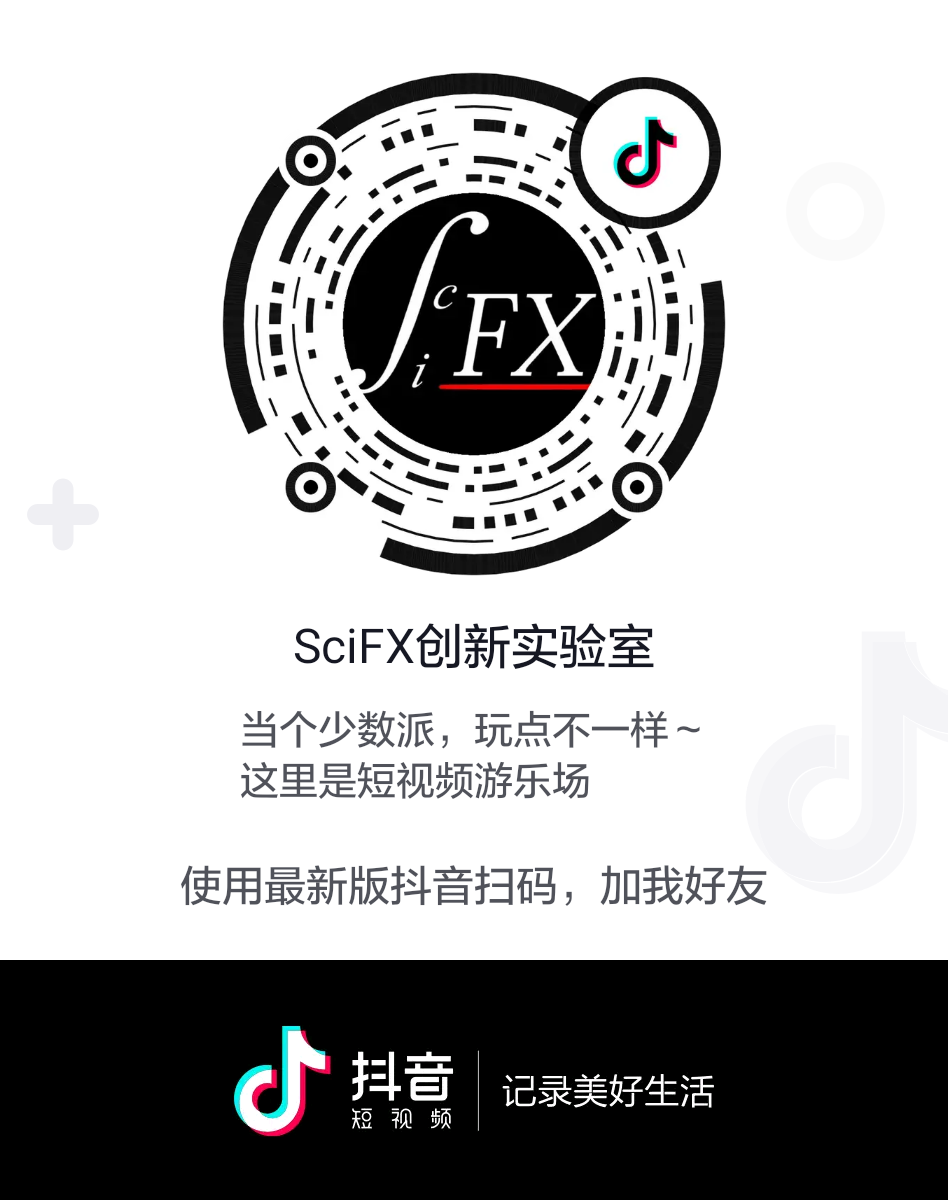 SciFX
SciFX创新实验室
当个少数派，玩点不一样~
这里是短视频游乐场
使用最新版抖音扫码，加我好友
抖音
短视频
记录美好生活